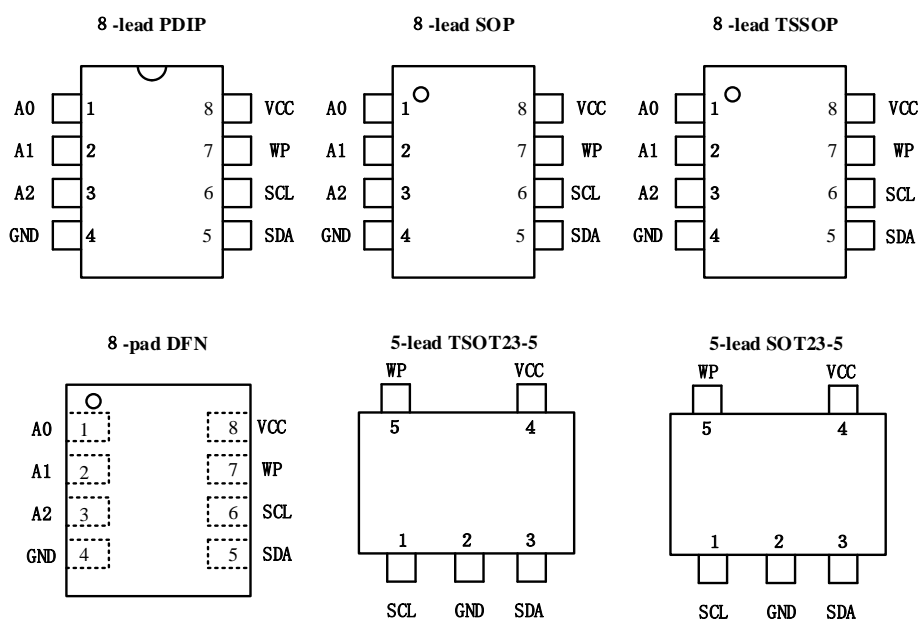 8 -lead PDIP 8 -lead SOP 8 -lead TSSOP
A0 1 8 VCC A0 1 8 VCC A0 1 8 VCC
A1 2 7 WP A1 2 7 WP A1 2 7 WP
A2 3 6 SCL A2 3 6 SCL A2 3 6 SCL
GND 4 5 SDA GND 4 5 SDA GND 4 5 SDA
8 -pad DFN 5-lead TSOT23-5 5-lead SOT23-5
WP VCC WP VCC
A0 1 8 VCC 5 4 5 4
A1 2 7 WP
A2 3 6 SCL
GND 4 5 SDA 1 2 3 1 2 3
SCL GND SDA SCL GND SDA